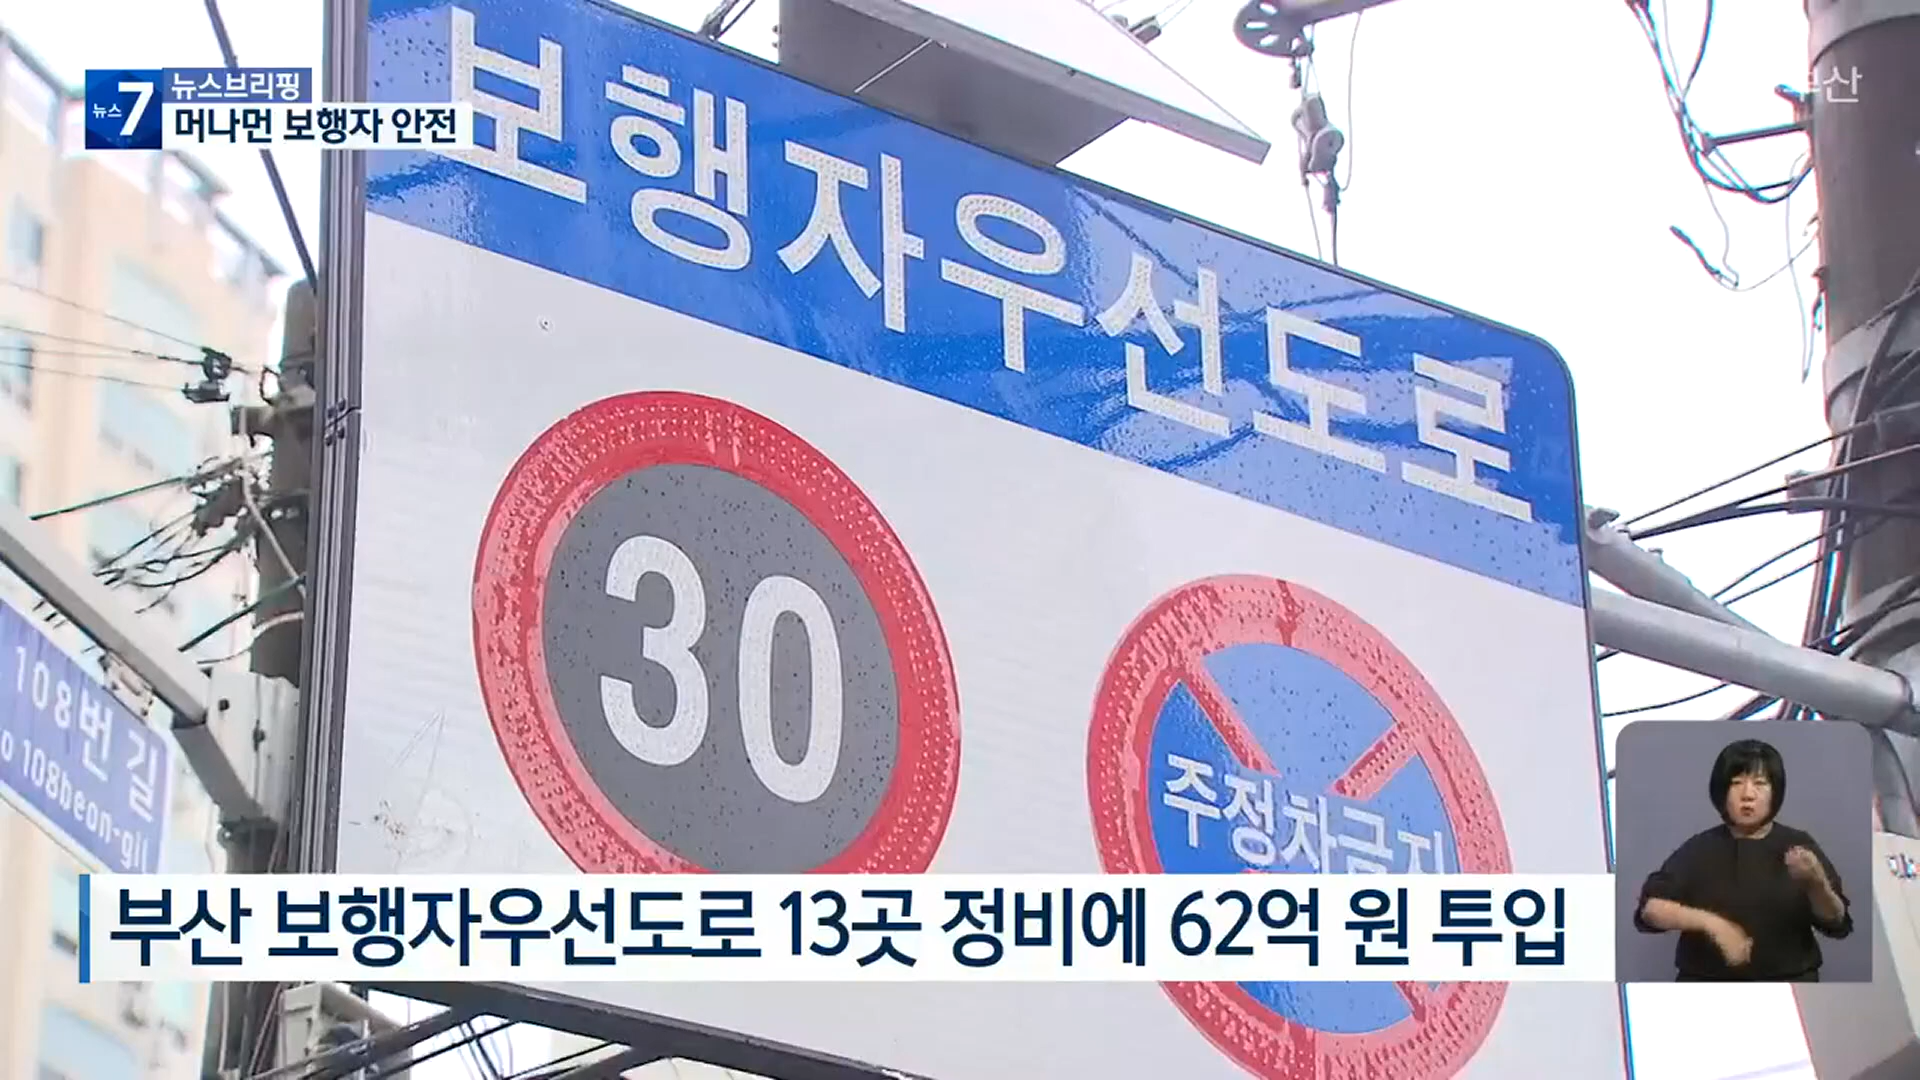 뉴스브리핑
뉴스7
머나먼 보행자 안전
부산
보행자우선도로
30
주정차금지
108번길
108beon-gil
부산 보행자우선도로 13곳 정비에 62억 원 투입